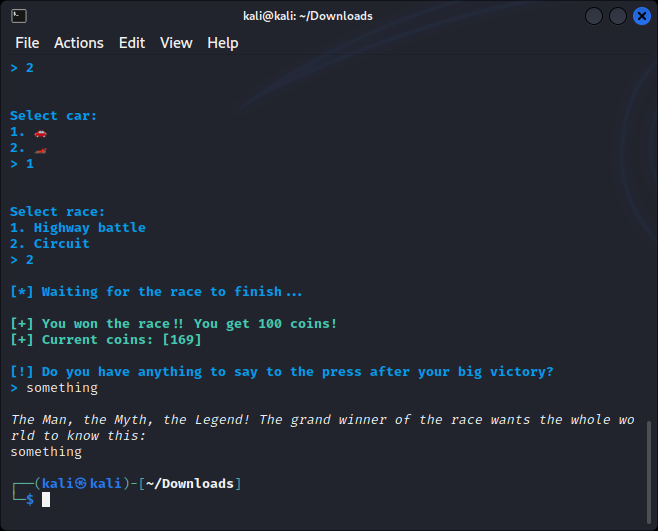 kali@kali: ~/Downloads
File Actions Edit View Help
> 2
Select car:
1. 🚗
2. 🏎
> 1
Select race:
1. Highway battle
2. Circuit
> 2
[*] Waiting for the race to finish...
[+] You won the race!! You get 100 coins!
[+] Current coins: [169]
[!] Do you have anything to say to the press after your big victory?
> something
The Man, the Myth, the Legend! The grand winner of the race wants the whole wo
rld to know this:
something
┌──(kali㉿kali)-[~/Downloads]
└─$